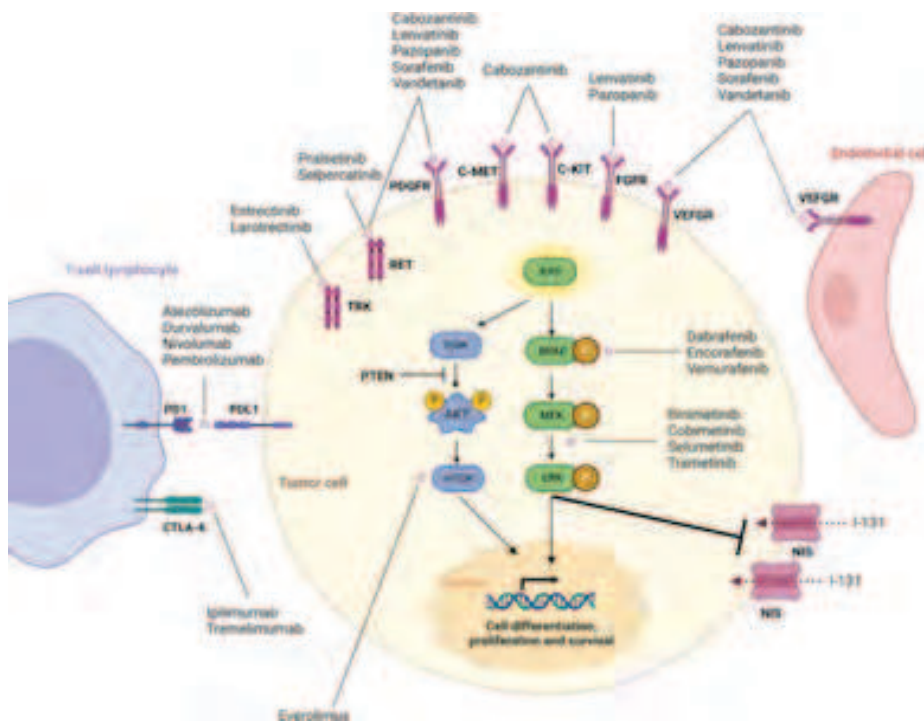 Cabozantinib
Lenvatinib
Pazopanib
Sorafenib
Vandetanib
Cabozantinib
Lenvatinib
Pazopanib
Cabozantinib
Lenvatinib
Pazopanib
Sorafenib
Vandetanib
Endothelial cell
Pralsetinib
Selpercatinib
PDGFR
C-MET
C-KIT
FGFR
VEFGR
VEFGR
Entrectinib
Larotrectinib
RET
TRK
T-cell lymphocyte
RAS
Atezolizumab
Durvalumab
Nivolumab
Pembrolizumab
PI3K
BRAF
P
Dabrafenib
Encorafenib
Vemurafenib
PTEN
P
P
AKT
MEK
P
PD1
PDL1
Binimetinib
Cobimetinib
Selumetinib
Trametinib
Tumor cell
mTOR
ERK
P
CTLA-4
I-131
NIS
I-131
NIS
Cell differentiation,
proliferation and survival
Tremelimumab
Everolimus